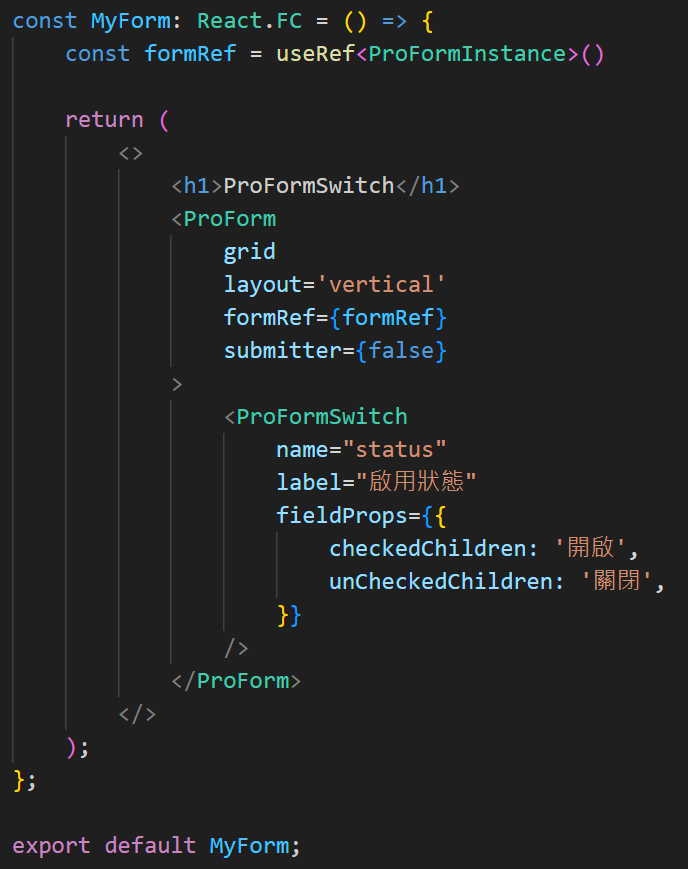 const MyForm: React.FC = () => {
    const formRef = useRef<ProFormInstance>()

    return (
        <>
            <h1>ProFormSwitch</h1>
            <ProForm
                grid
                layout='vertical'
                formRef={formRef}
                submitter={false}
            >
                <ProFormSwitch
                    name="status"
                    label="啟用狀態"
                    fieldProps={{
                        checkedChildren: '開啟',
                        unCheckedChildren: '關閉',
                    }}
                />
            </ProForm>
        </>
    );
};

export default MyForm;